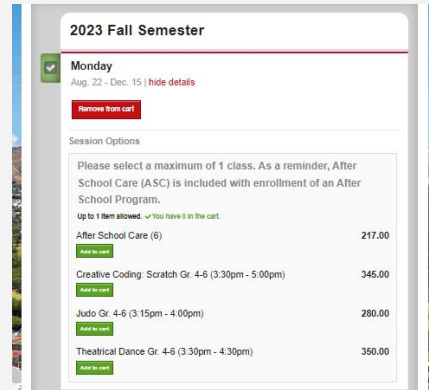 2023 Fall Semester
Monday
Aug. 22 - Dec. 15 | hide details
Remove from cart
Session Options
Please select a maximum of 1 class. As a reminder, After
School Care (ASC) is included with enrollment of an After
School Program.
Up to 1 item allowed. ✓You have 0 in the cart.
After School Care (6) 217.00
Add to cart
Creative Coding: Scratch Gr. 4-6 (3:30pm - 5:00pm) 345.00
Add to cart
Judo Gr. 4-6 (3:15pm - 4:00pm) 280.00
Add to cart
Theatrical Dance Gr. 4-6 (3:30pm - 4:30pm) 350.00
Add to cart